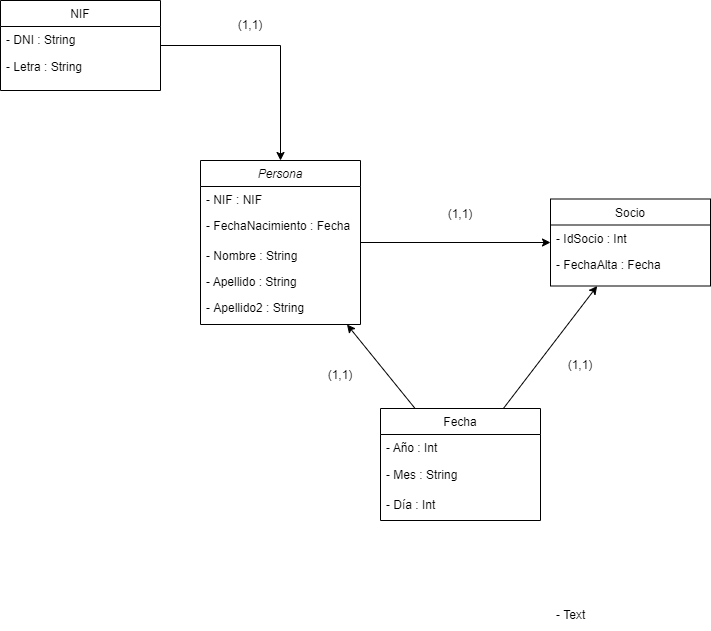 NIF
- DNI : String
- Letra : String
(1,1)
Persona
- NIF : NIF
- FechaNacimiento : Fecha
- Nombre : String
- Apellido : String
- Apellido2 : String
(1,1)
Socio
- IdSocio : Int
- FechaAlta : Fecha
(1,1)
(1,1)
Fecha
- Año : Int
- Mes : String
- Día : Int
- Text